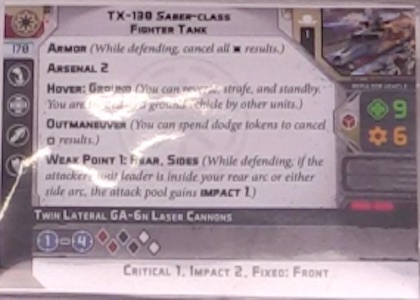 TX-130 Saber-class
Fighter Tank
170
1
Armor (While defending, cancel all results.)
Arsenal 2
Hover: Ground (You can reverse, strafe, and standby.
You are a ground vehicle by other units.)
Outmaneuver (You can spend dodge tokens to cancel
results.)
9
6
Weak Point 1: Rear, Sides (While defending, if the
attacker unit leader is inside your rear arc or either
side arc, the attack pool gains impact 1.)
Twin Lateral GA-6n Laser Cannons
1-4
Critical 1, Impact 2, Fixed: Front